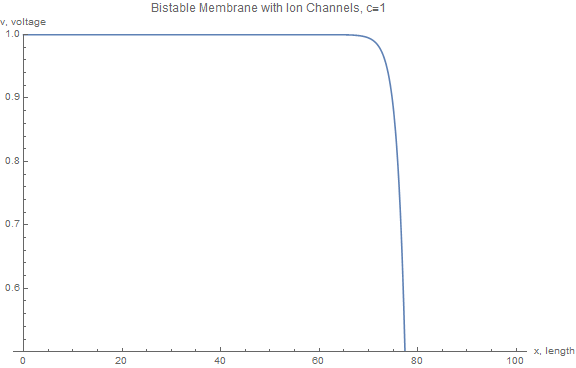 Bistable Membrane with Ion Channels, c=1
v, voltage
1.0
0.9
0.8
0.7
0.6
0 20 40 60 80 100
x, length